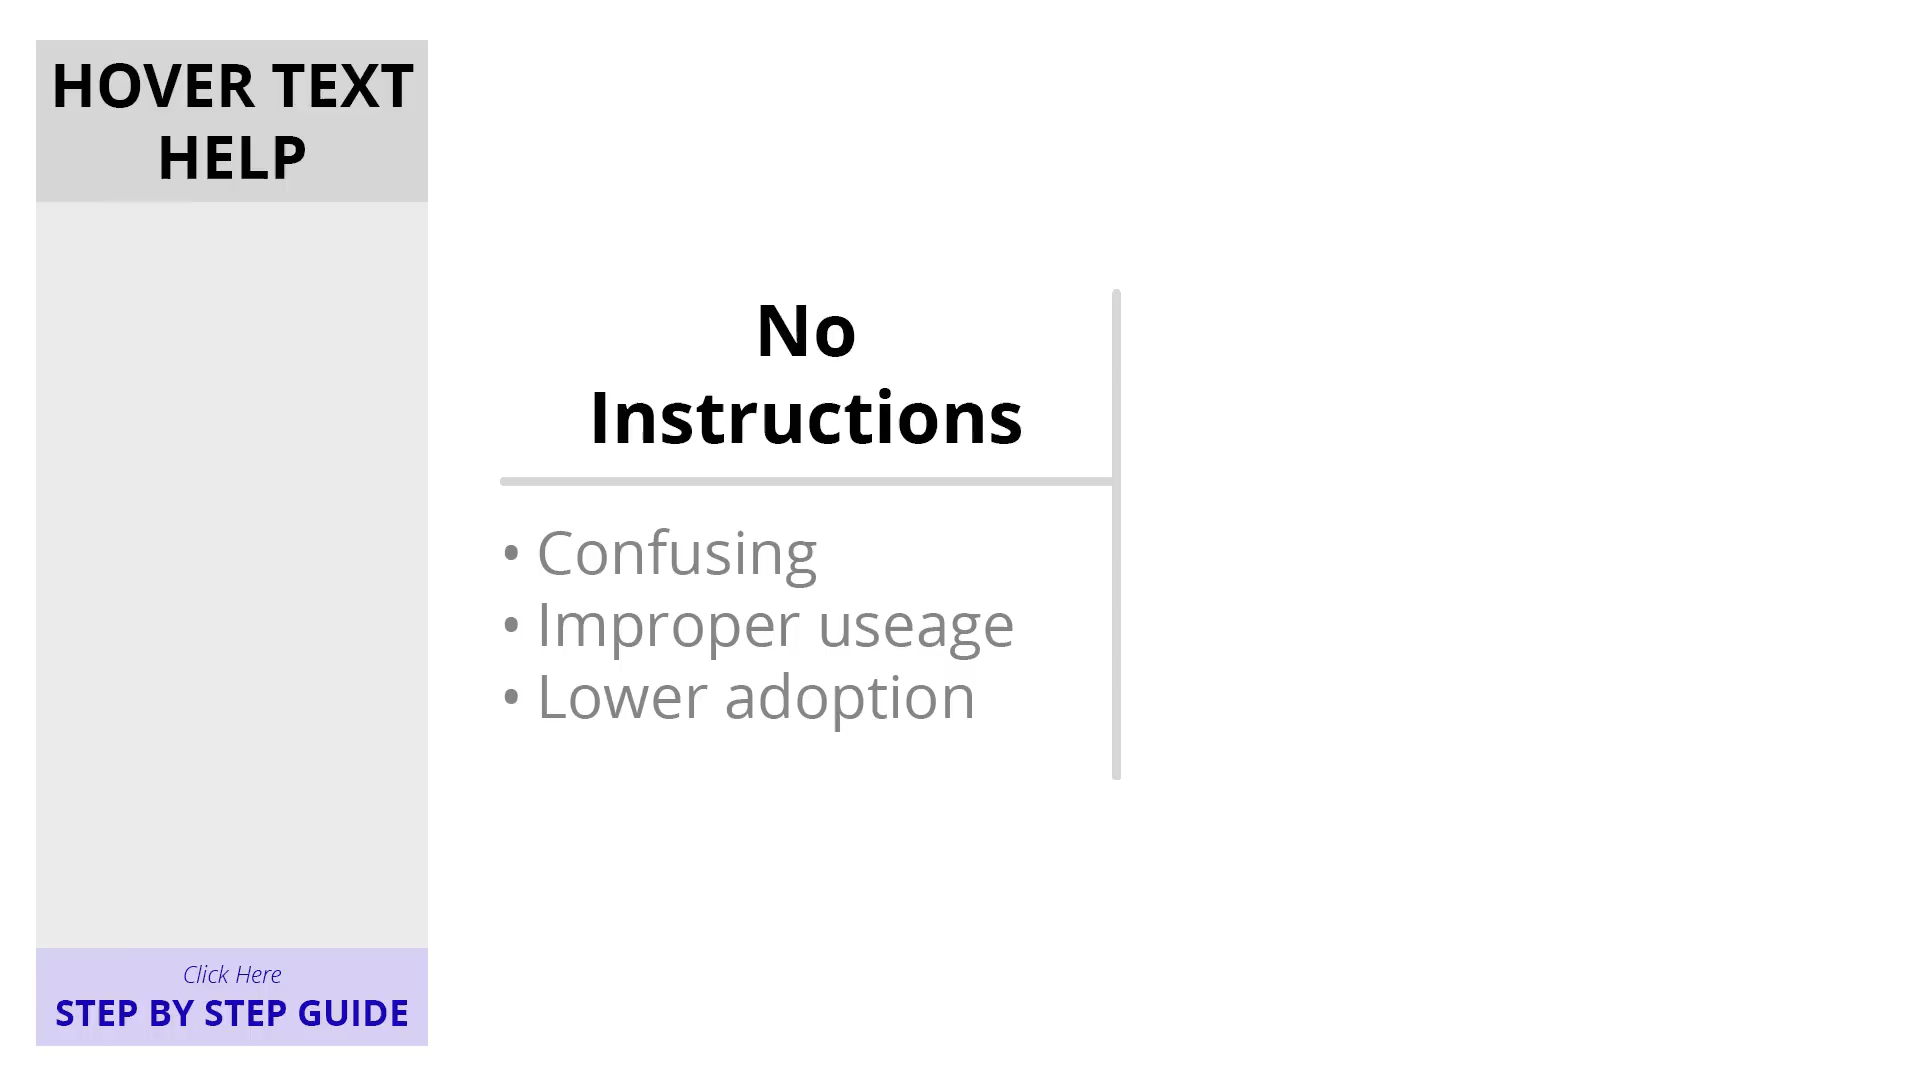 HOVER TEXT
HELP
No
Instructions
• Confusing
• Improper useage
• Lower adoption
Click Here
STEP BY STEP GUIDE